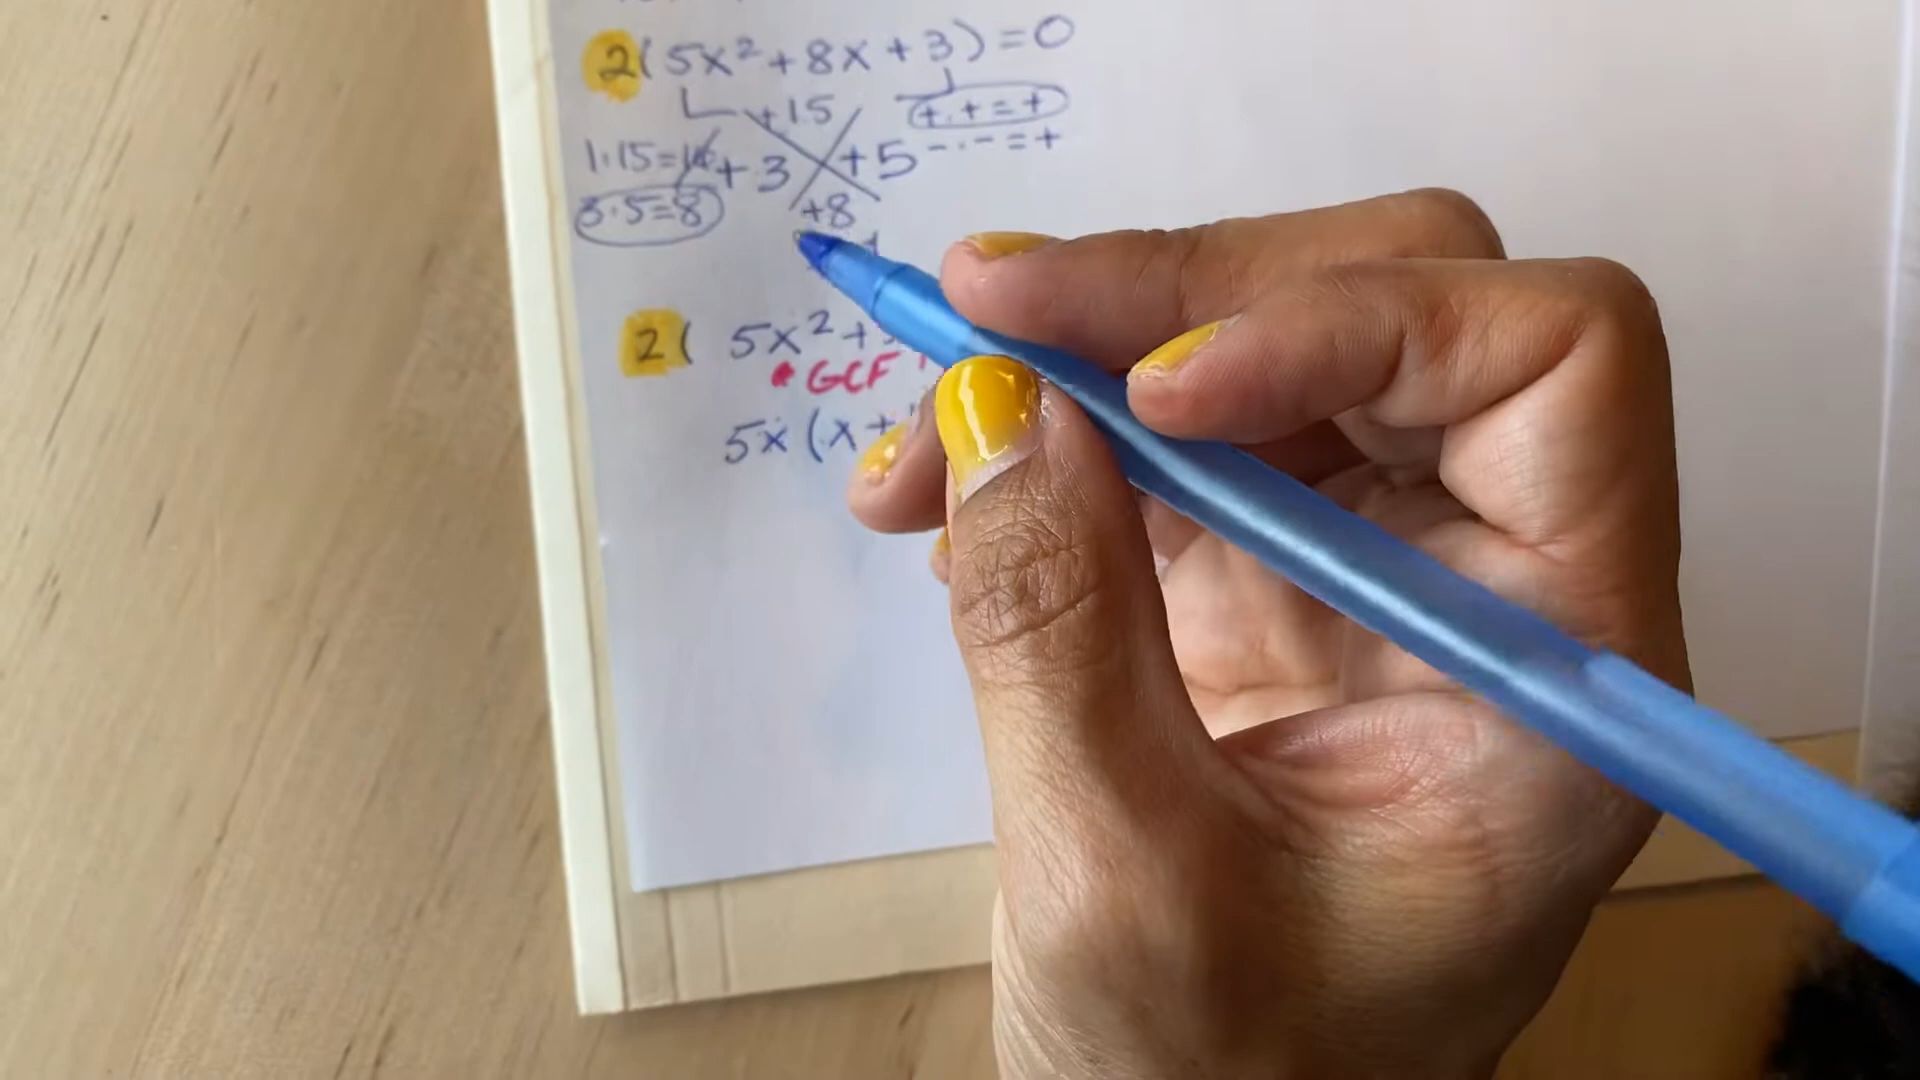 2(5x²+8x+3)=0
+15
+·+=+
1·15=16
+3
+5
-·-=+
3·5=8
+8
2( 5x²+
* GCF
5x(x+